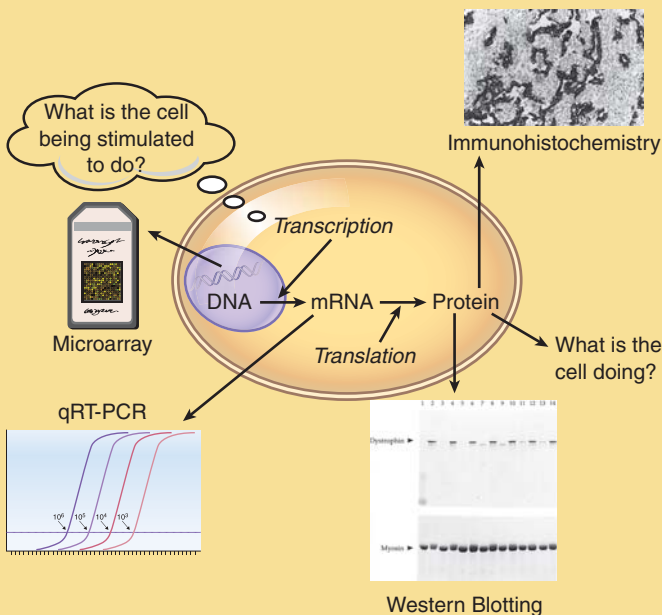 What is the cell
being stimulated
to do?
Immunohistochemistry
Transcription
DNA
mRNA
Protein
Translation
Microarray
What is the
cell doing?
qRT-PCR
10⁶
10⁵
10⁴
10³
1 2 3 4 5 6 7 8 9 10 11 12 13 14
Dystrophin
Myosin
Western Blotting